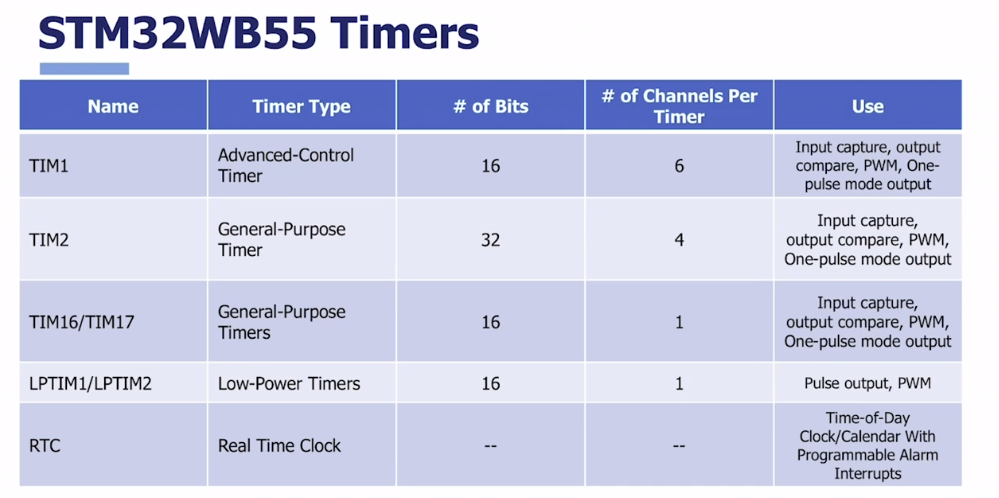 STM32WB55 Timers
Name
Timer Type
# of Bits
# of Channels Per
Timer
Use
TIM1
Advanced-Control
Timer
16
6
Input capture, output
compare, PWM, One-
pulse mode output
TIM2
General-Purpose
Timer
32
4
Input capture,
output compare, PWM,
One-pulse mode output
TIM16/TIM17
General-Purpose
Timers
16
1
Input capture,
output compare, PWM,
One-pulse mode output
LPTIM1/LPTIM2
Low-Power Timers
16
1
Pulse output, PWM
RTC
Real Time Clock
--
--
Time-of-Day
Clock/Calendar With
Programmable Alarm
Interrupts